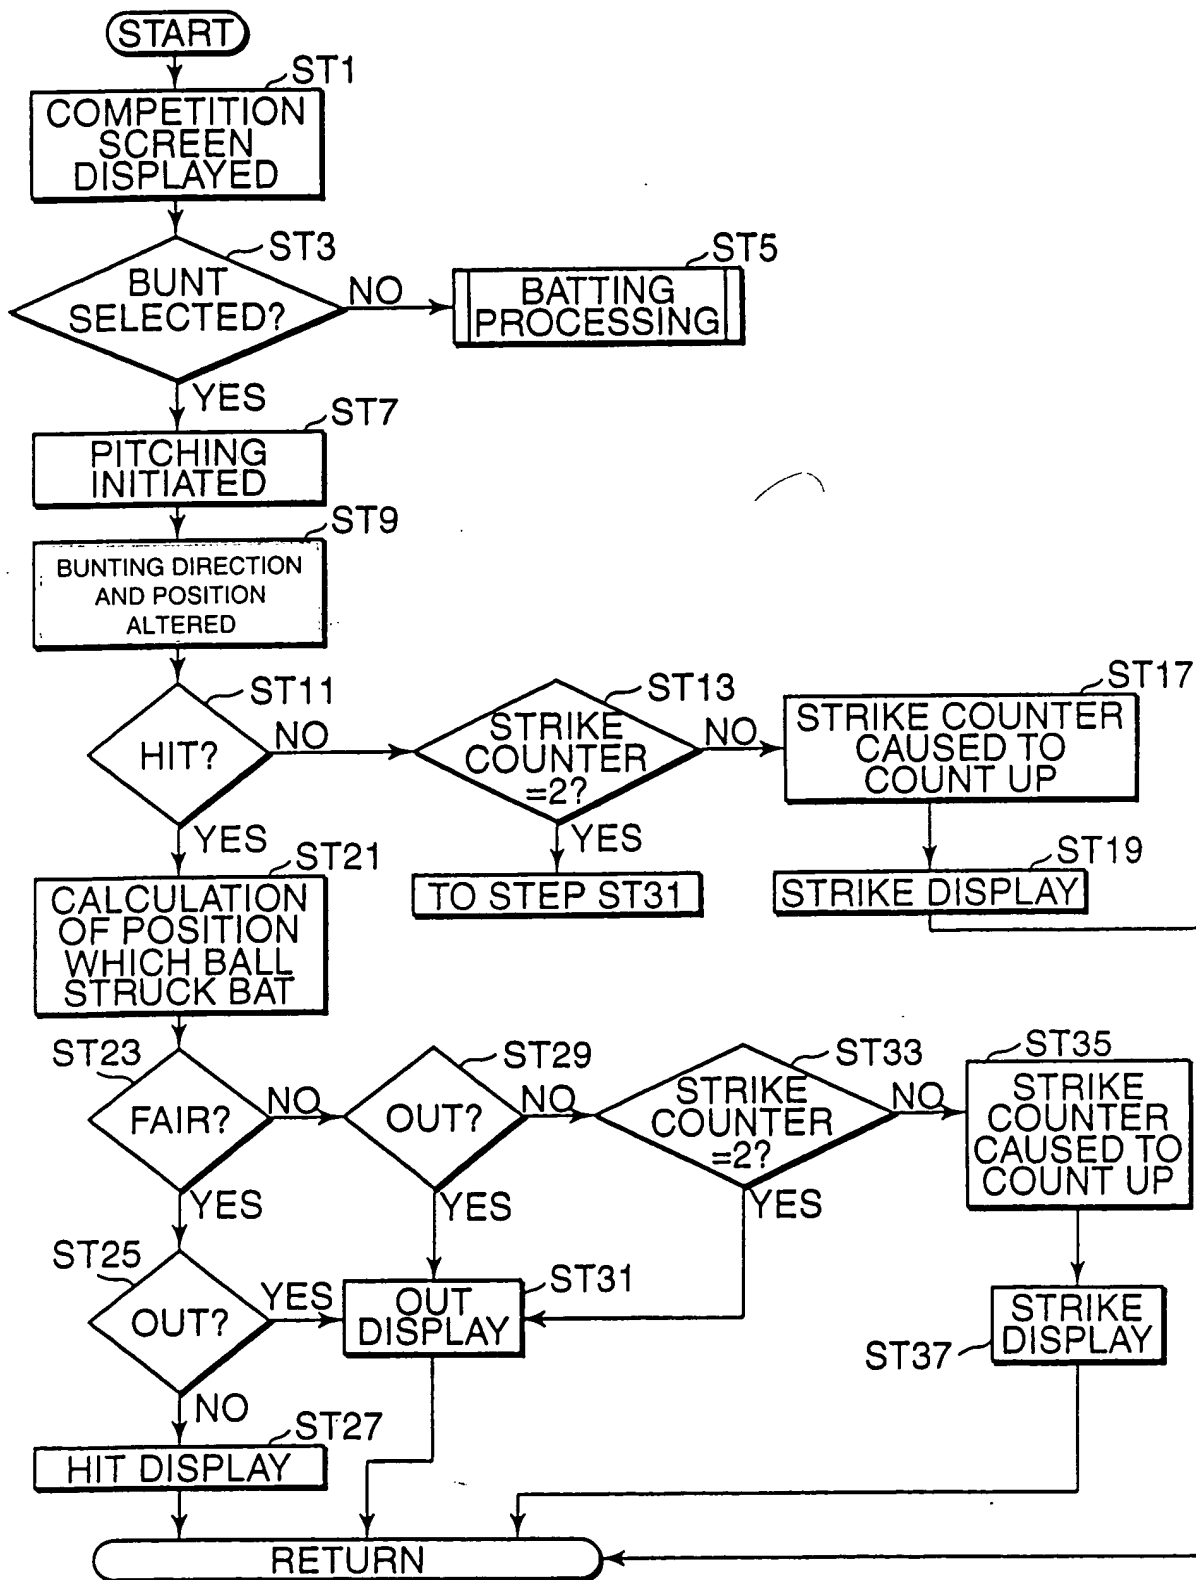 START
ST1
COMPETITION
SCREEN
DISPLAYED
ST3
BUNT
SELECTED?
NO
ST5
BATTING
PROCESSING
YES
ST7
PITCHING
INITIATED
ST9
BUNTING DIRECTION
AND POSITION
ALTERED
ST11
HIT?
NO
ST13
STRIKE
COUNTER
=2?
NO
ST17
STRIKE COUNTER
CAUSED TO
COUNT UP
YES
YES
ST19
TO STEP ST31
STRIKE DISPLAY
ST21
CALCULATION
OF POSITION
WHICH BALL
STRUCK BAT
ST23
FAIR?
NO
ST29
OUT?
NO
ST33
STRIKE
COUNTER
=2?
NO
ST35
STRIKE
COUNTER
CAUSED TO
COUNT UP
YES
YES
YES
ST25
OUT?
YES
ST31
OUT
DISPLAY
ST37
STRIKE
DISPLAY
NO
ST27
HIT DISPLAY
RETURN